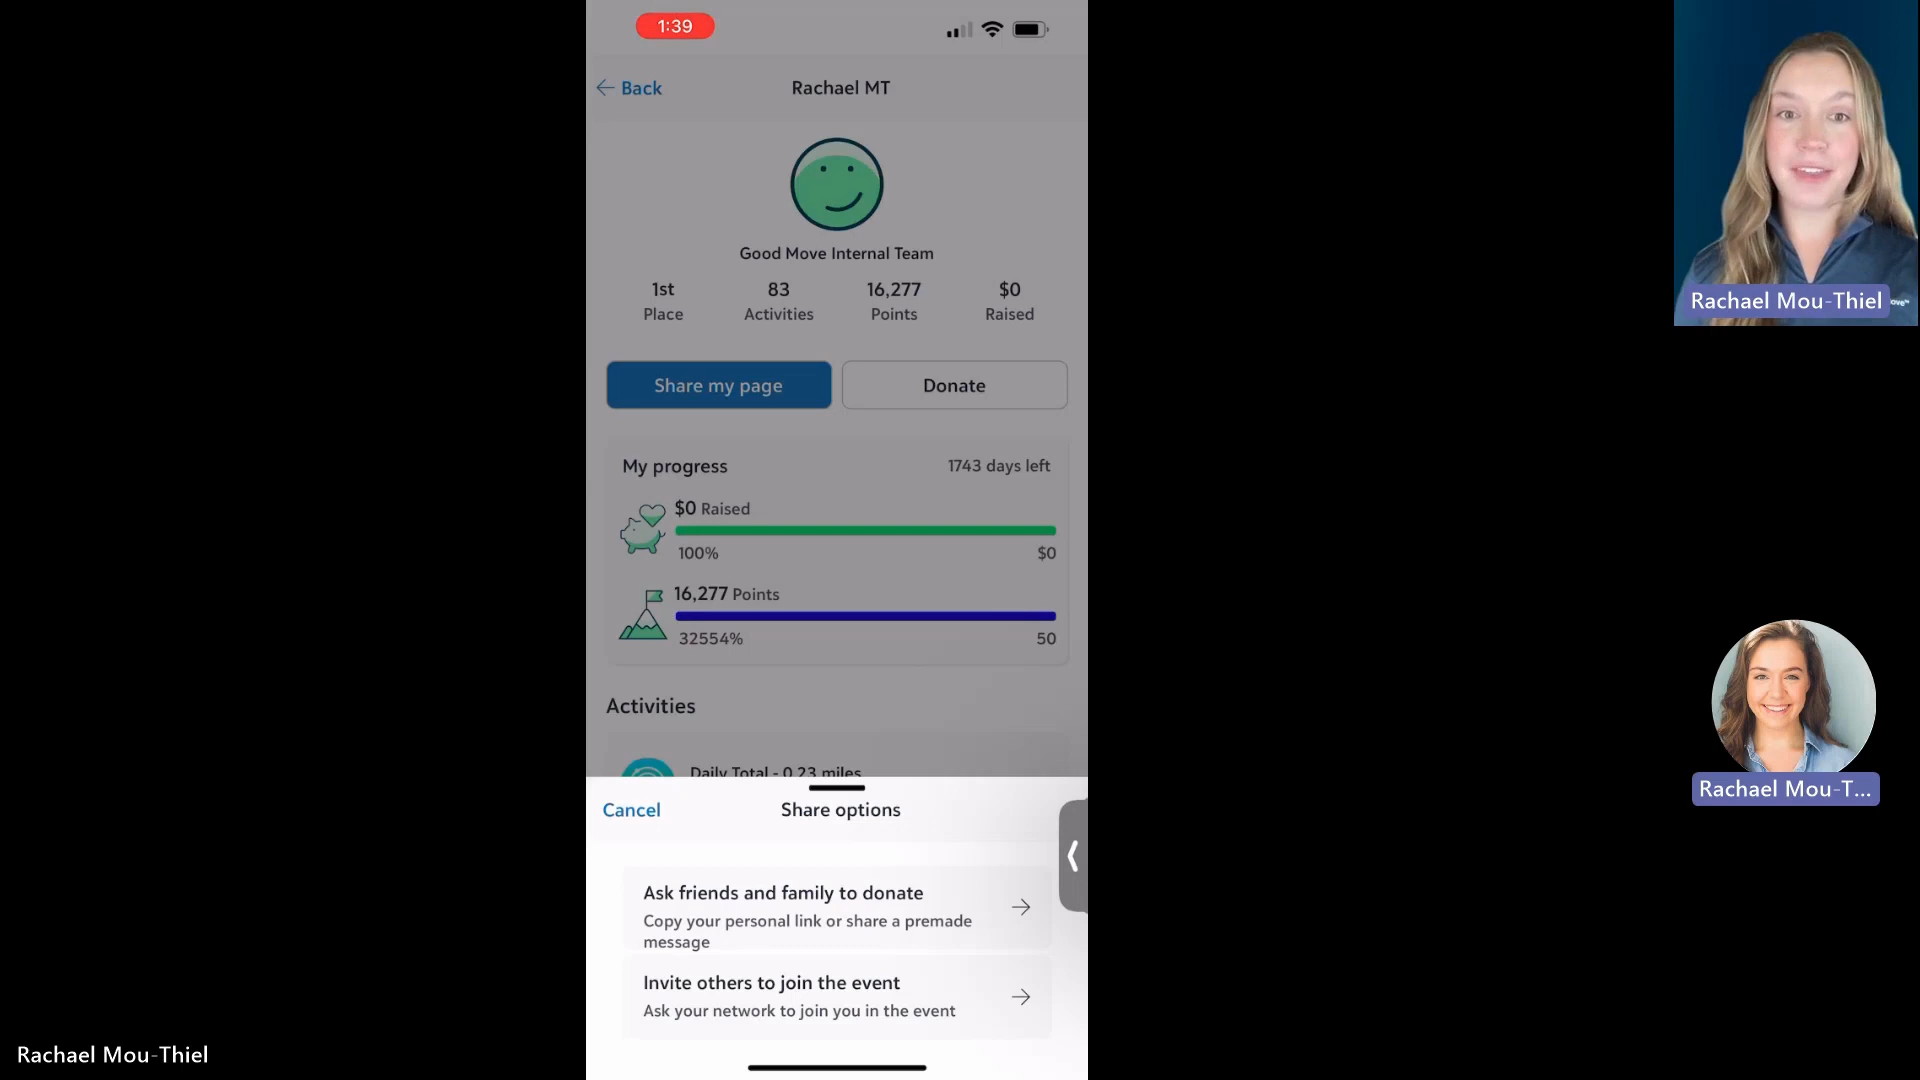 1:39
Back
Rachael MT
Good Move Internal Team
1st
83
16,277
$0
Place
Activities
Points
Raised
Share my page
Donate
My progress
1743 days left
$0 Raised
100%
$0
16,277 Points
32554%
50
Activities
Daily Total - 0.23 miles
Cancel
Share options
Ask friends and family to donate
Copy your personal link or share a premade
message
Invite others to join the event
Ask your network to join you in the event
Rachael Mou-Thiel
Rachael Mou-T...
Rachael Mou-Thiel